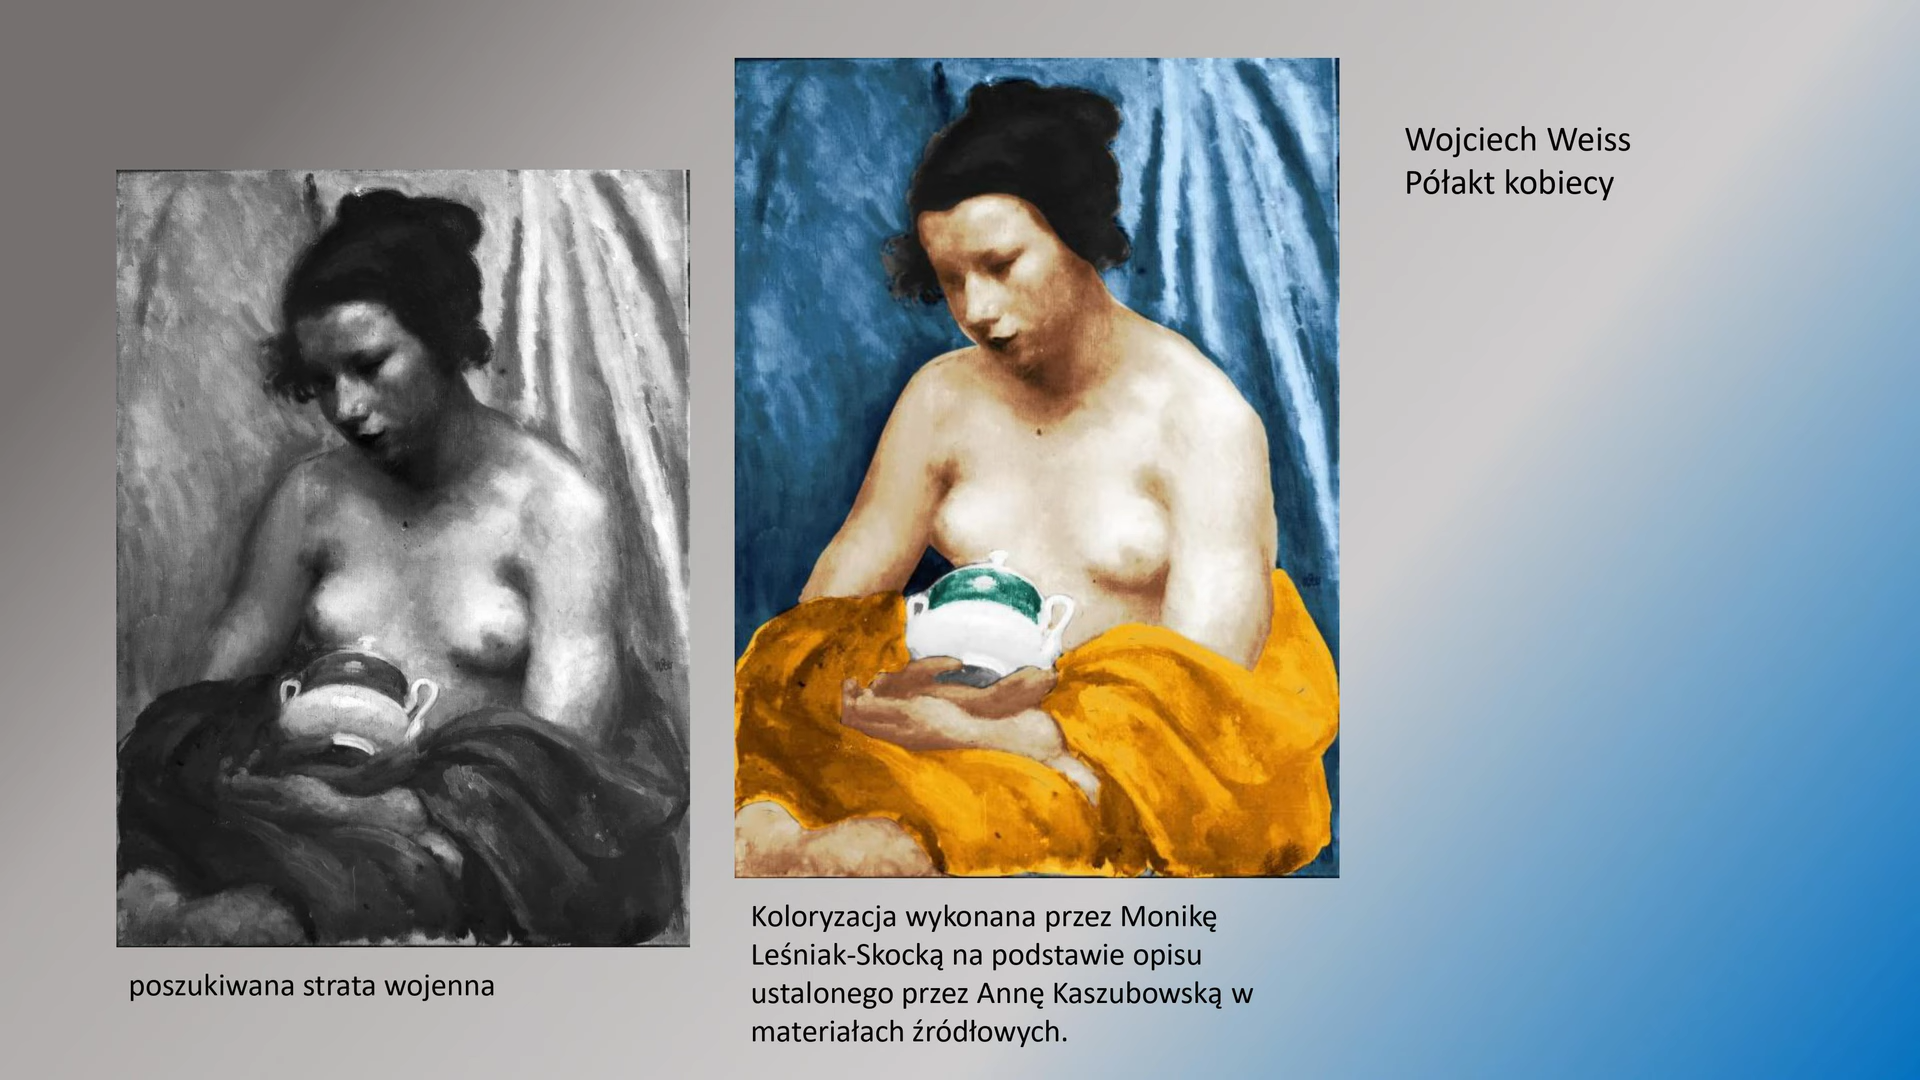 Wojciech Weiss
Półakt kobiecy
poszukiwana strata wojenna
Koloryzacja wykonana przez Monikę
Leśniak-Skocką na podstawie opisu
ustalonego przez Annę Kaszubowską w
materiałach źródłowych.